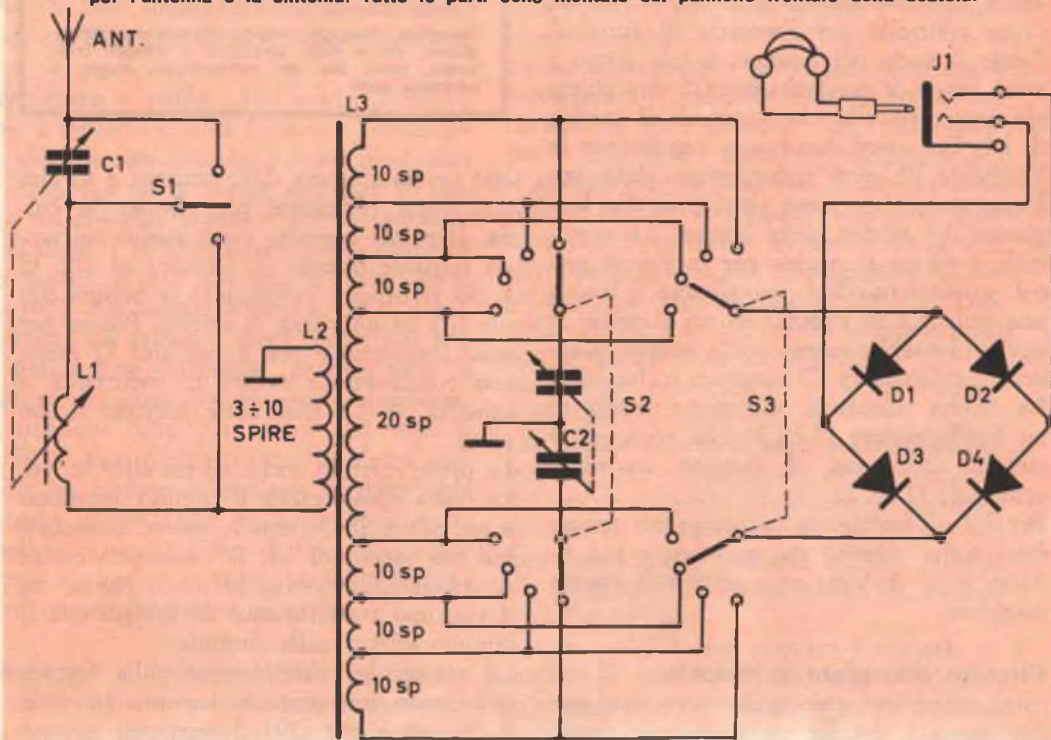 per l'antenna e la sintonia. Tutte le parti sono montate sul pannello frontale della scatola.
ANT.
J1
L3
C1
10 sp
S1
10 sp
10 sp
L2
L1
3÷10
SPIRE
20 sp
C2
S2
S3
D1
D2
D3
D4
10 sp
10 sp
10 sp